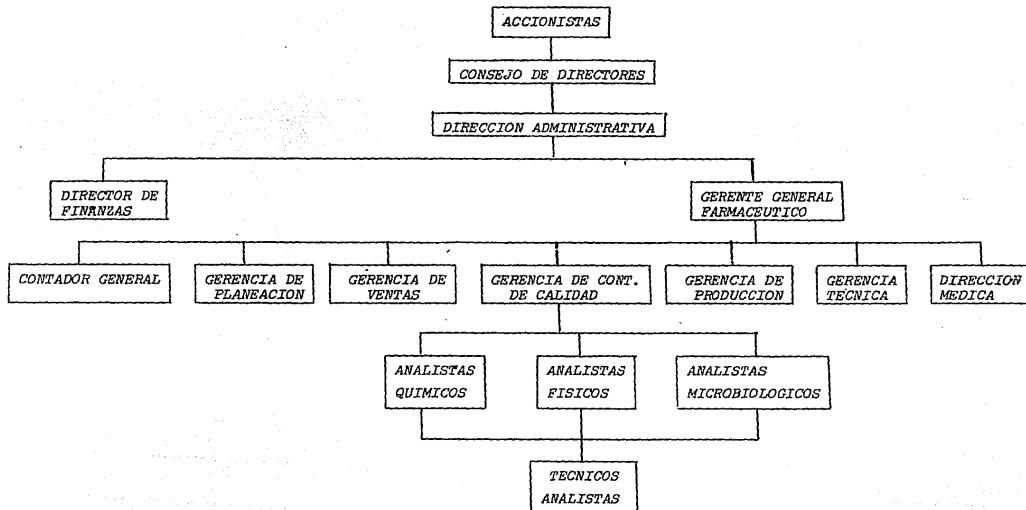 ACCIONISTAS
CONSEJO DE DIRECTORES
DIRECCION ADMINISTRATIVA
DIRECTOR DE
FINANZAS
GERENTE GENERAL
FARMACEUTICO
CONTADOR GENERAL
GERENCIA DE
PLANEACION
GERENCIA DE
VENTAS
GERENCIA DE CONT.
DE CALIDAD
GERENCIA DE
PRODUCCION
GERENCIA
TECNICA
DIRECCION
MEDICA
ANALISTAS
QUIMICOS
ANALISTAS
FISICOS
ANALISTAS
MICROBIOLOGICOS
TECNICOS
ANALISTAS